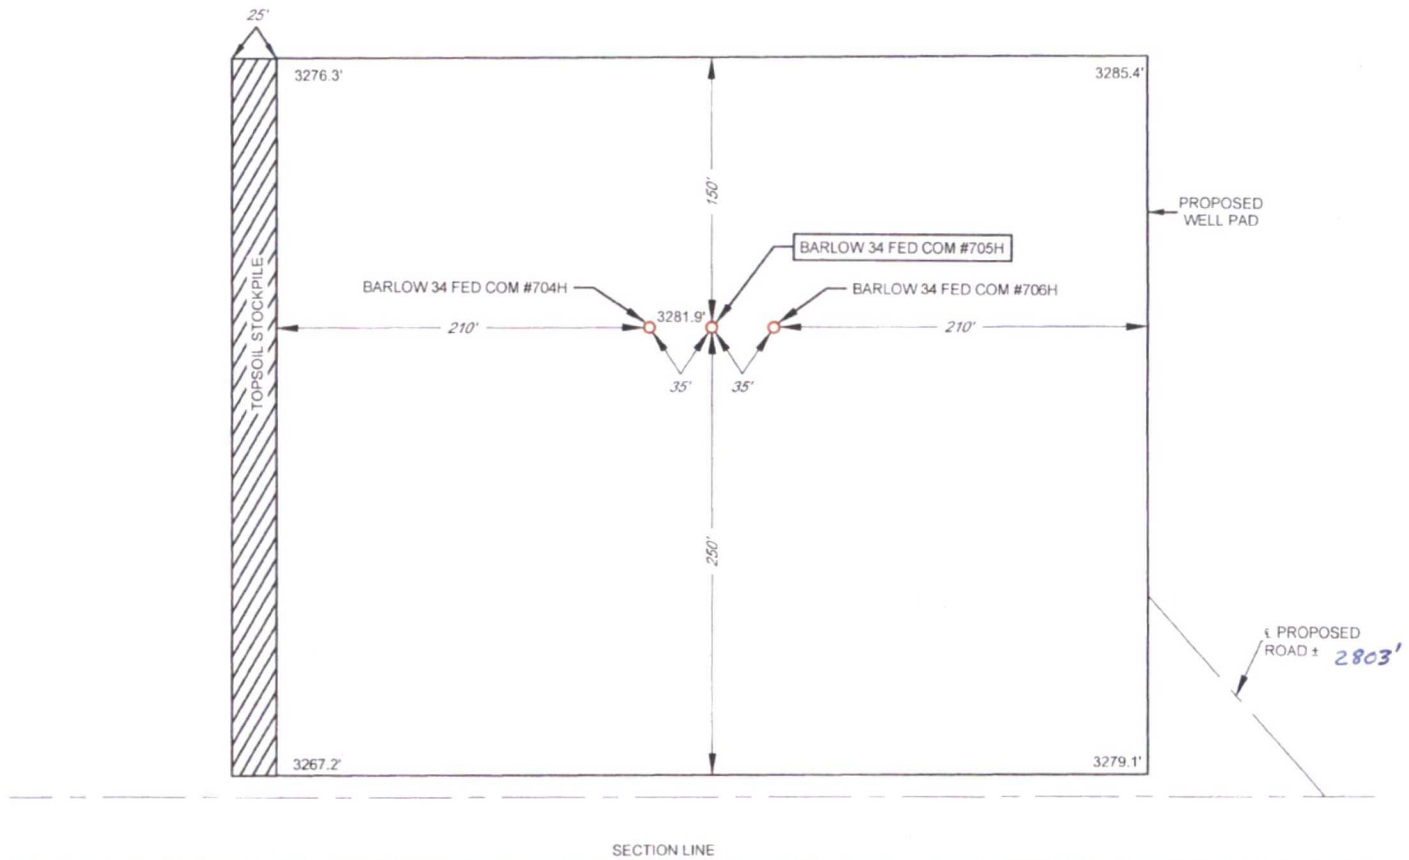 25'
3276.3'
3285.4'
150'
PROPOSED
WELL PAD
BARLOW 34 FED COM #705H
TOPSOIL STOCKPILE
BARLOW 34 FED COM #704H
BARLOW 34 FED COM #706H
3281.9'
210'
210'
35'
35'
250'
℄ PROPOSED
ROAD ± 2803'
3267.2'
3279.1'
SECTION LINE